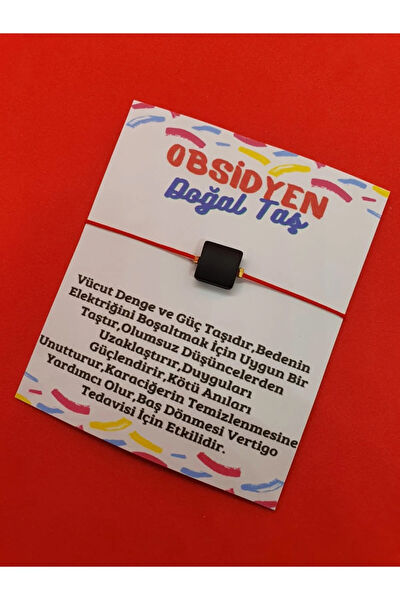 OBSİDYEN
Doğal Taş
Vücut Denge ve Güç Taşıdır,Bedenin
Elektriğini Boşaltmak İçin Uygun Bir
Taştır,Olumsuz Düşüncelerden
Uzaklaştırır,Duyguları
Güçlendirir,Kötü Anıları
Unutturur,Karaciğerin Temizlenmesine
Yardımcı Olur,Baş Dönmesi Vertigo
Tedavisi İçin Etkilidir.